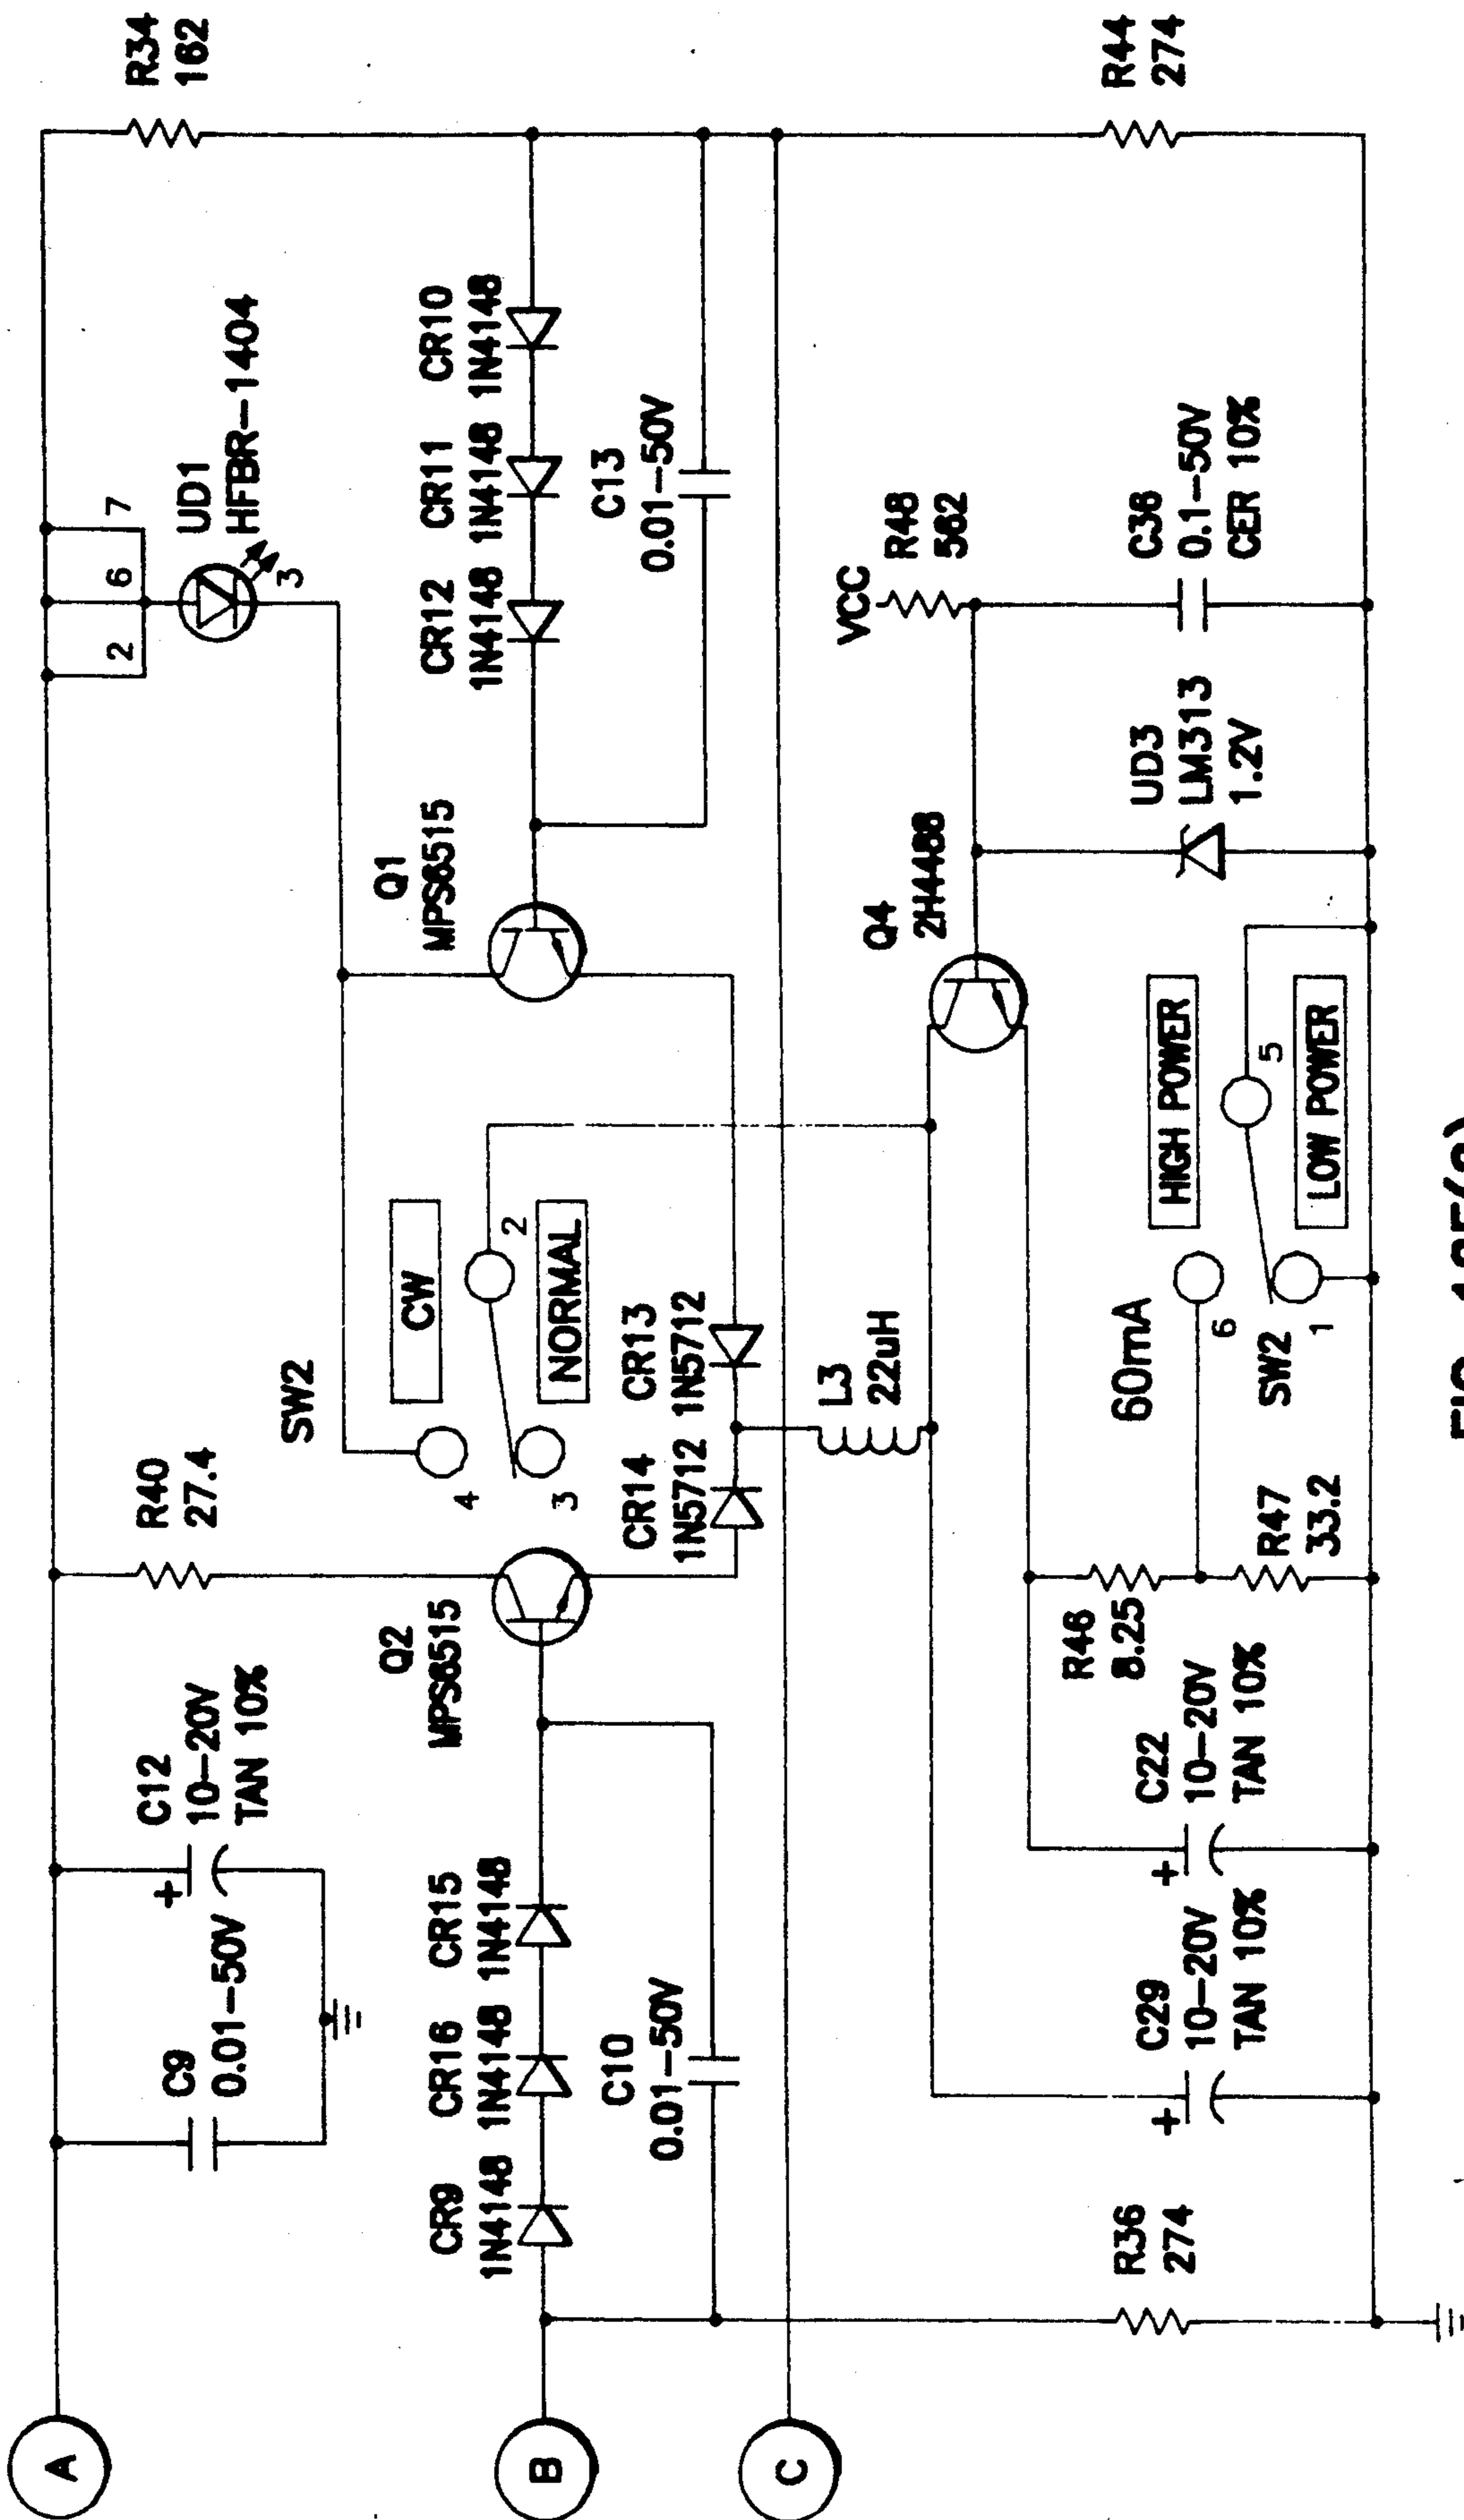 A
B
C
C9
0.01-50V
C12
10-20V
TAN 10%
+
R40
27.4
2
6
7
UD1
HFBR-1404
3
R34
162
CR9
1N4148
CR16
1N4148
CR15
1N4148
C10
0.01-50V
Q2
MPS6515
SW2
CW
4
3
2
NORMAL
Q1
MPS6515
CR12
1N4148
CR11
1N4148
CR10
1N4148
C13
0.01-50V
CR14
1N5712
CR13
1N5712
L3
22uH
Q4
VCC
R48
562
R36
274
C29
10-20V
TAN 10%
+
C22
10-20V
TAN 10%
+
R46
8.25
R47
33.2
60mA
6
SW2
1
HIGH POWER
5
LOW POWER
UD3
LM313
1.2V
C38
0.1-50V
CER 10%
R44
274